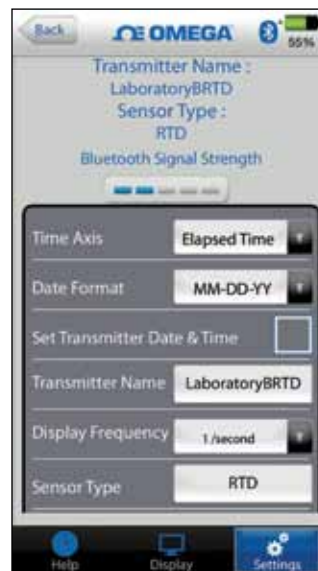 Back
OMEGA
55%
Transmitter Name :
LaboratoryBRTD
Sensor Type :
RTD
Bluetooth Signal Strength
Time Axis
Elapsed Time
Date Format
MM-DD-YY
Set Transmitter Date & Time
Transmitter Name
LaboratoryBRTD
Display Frequency
1 /second
Sensor Type
RTD
Help
Display
Settings